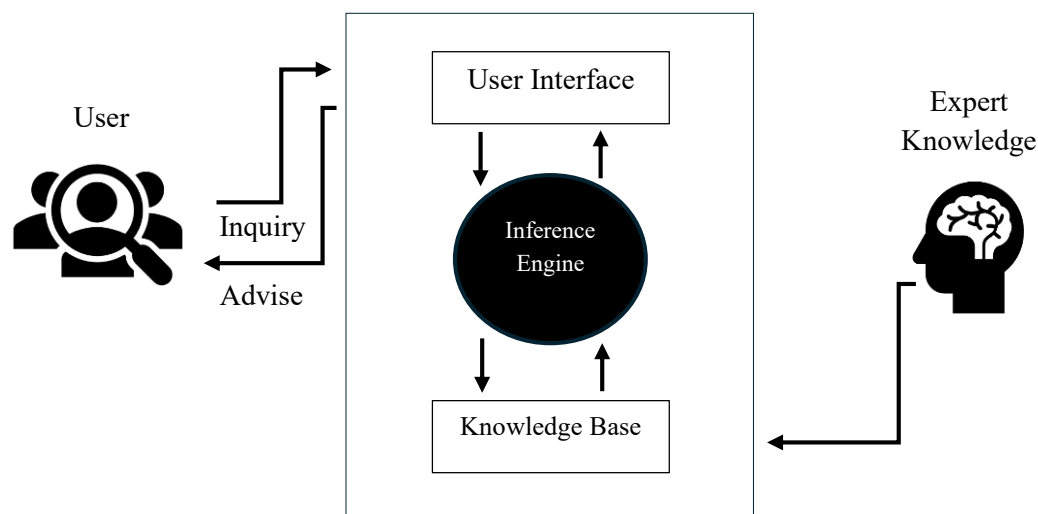 User Interface
User
Expert
Knowledge
Inquiry
Inference
Engine
Advise
Knowledge Base